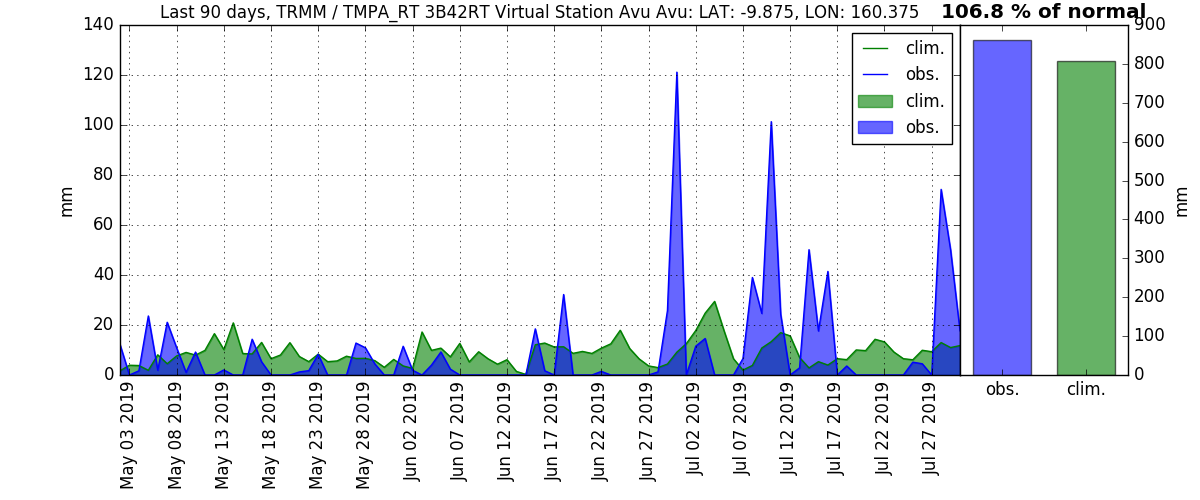 Last 90 days, TRMM / TMPA_RT 3B42RT Virtual Station Avu Avu: LAT: -9.875, LON: 160.375
106.8 % of normal
140
120
100
80
60
40
20
0
mm
clim.
obs.
clim.
obs.
900
800
700
600
500
400
300
200
100
0
mm
May 03 2019
May 08 2019
May 13 2019
May 18 2019
May 23 2019
May 28 2019
Jun 02 2019
Jun 07 2019
Jun 12 2019
Jun 17 2019
Jun 22 2019
Jun 27 2019
Jul 02 2019
Jul 07 2019
Jul 12 2019
Jul 17 2019
Jul 22 2019
Jul 27 2019
obs.
clim.